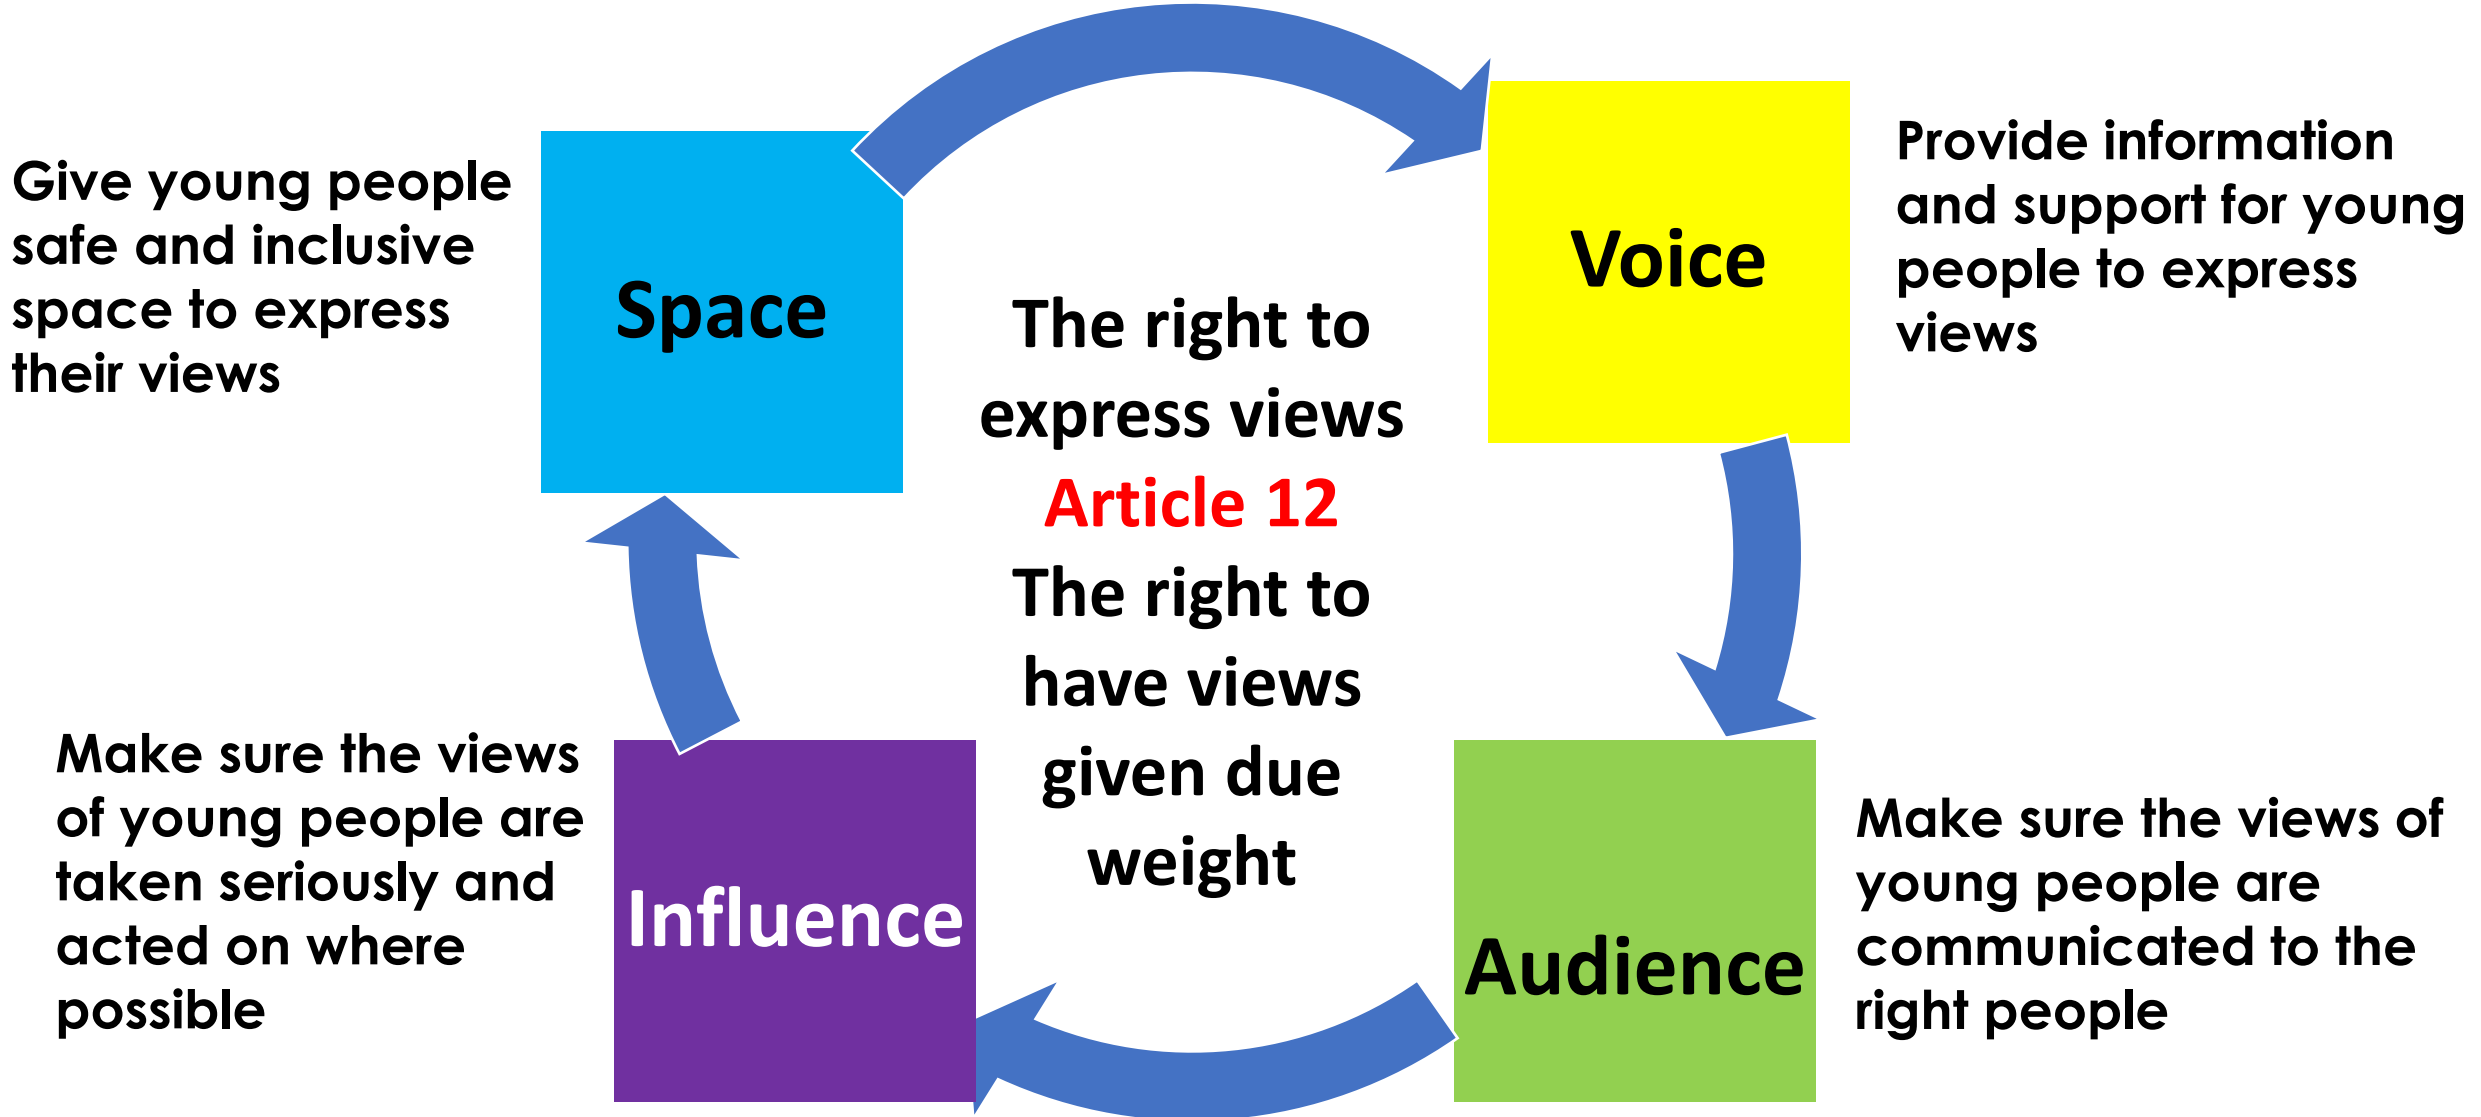 Give young people
safe and inclusive
space to express
their views
Space
Voice
Provide information
and support for young
people to express
views
The right to
express views
Article 12
The right to
have views
given due
weight
Make sure the views
of young people are
taken seriously and
acted on where
possible
Influence
Audience
Make sure the views of
young people are
communicated to the
right people